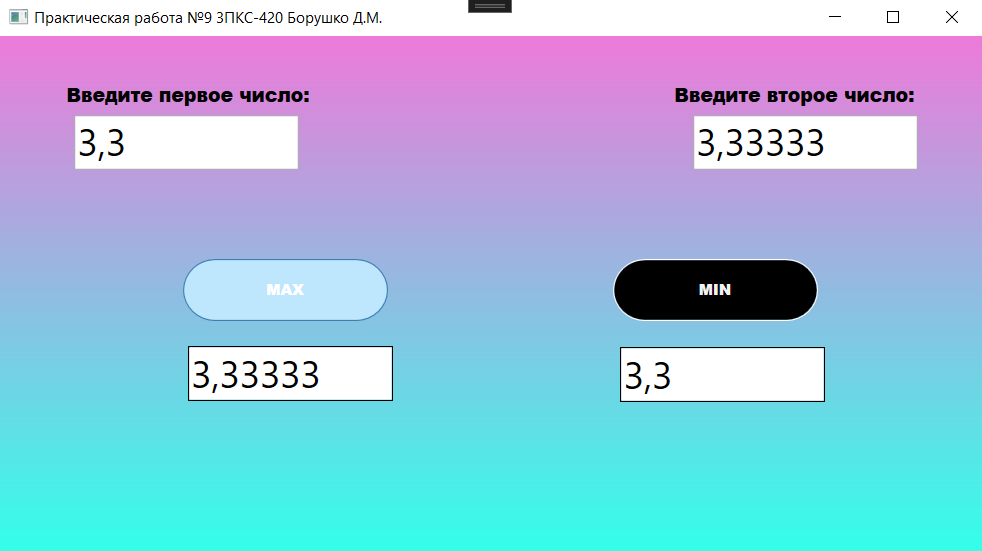 Практическая работа №9 3ПКС-420 Борушко Д.М.
Введите первое число:
Введите второе число:
3,3
3,33333
MAX
MIN
3,33333
3,3